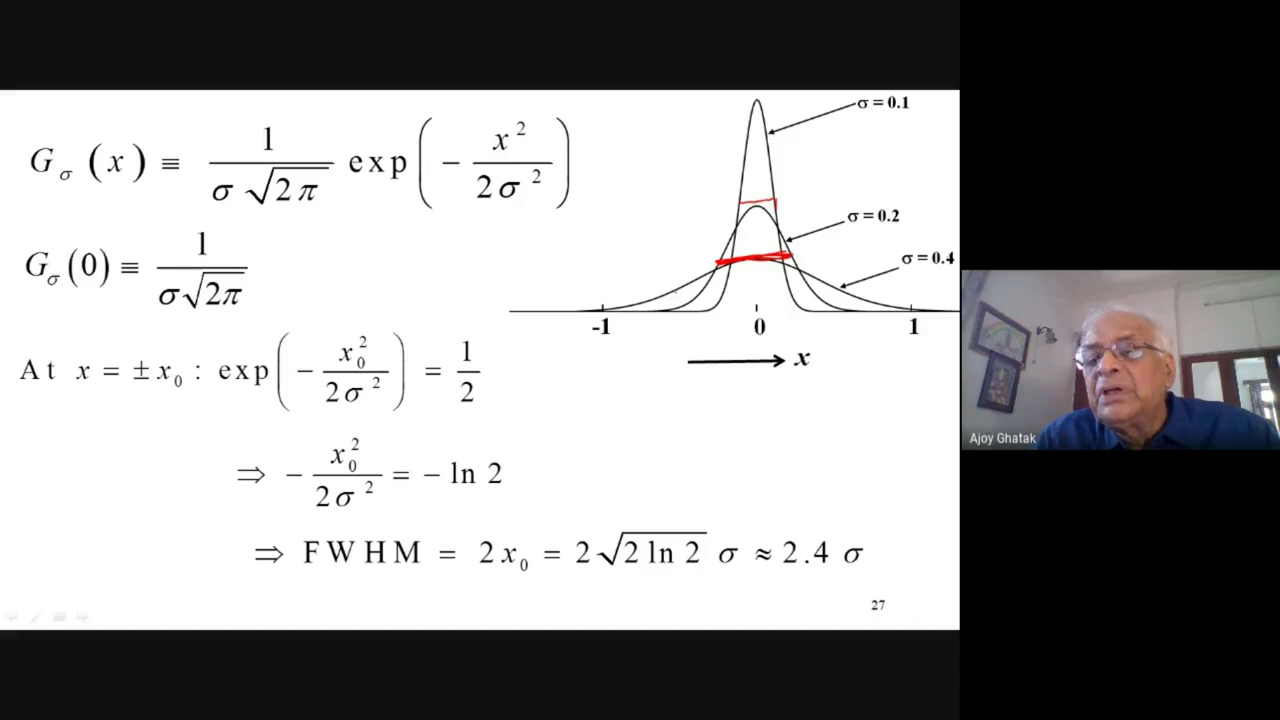 G_σ (x) ≡ 1 / (σ √(2π)) exp(− x² / (2σ²))
G_σ(0) ≡ 1 / (σ√(2π))
At x = ± x₀ : exp(− x₀² / (2σ²)) = 1/2
⇒ − x₀² / (2σ²) = − ln 2
⇒ FWHM = 2x₀ = 2√(2 ln 2) σ ≈ 2.4 σ
σ = 0.1
σ = 0.2
σ = 0.4
-1 0 1
x
27
Ajoy Ghatak